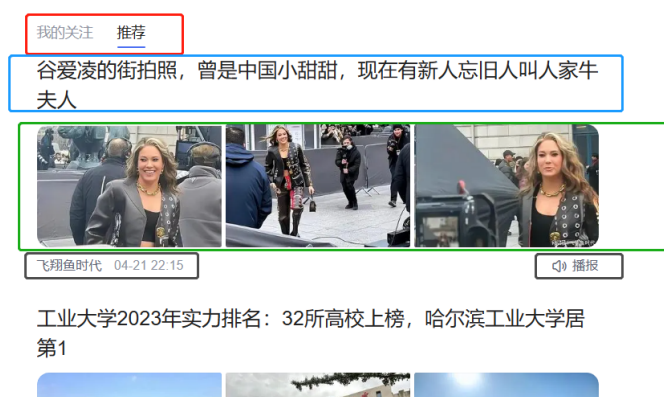 我的关注 推荐
谷爱凌的街拍照，曾是中国小甜甜，现在有新人忘旧人叫人家牛
夫人
飞翔鱼时代 04-21 22:15 播报
工业大学2023年实力排名：32所高校上榜，哈尔滨工业大学居
第1